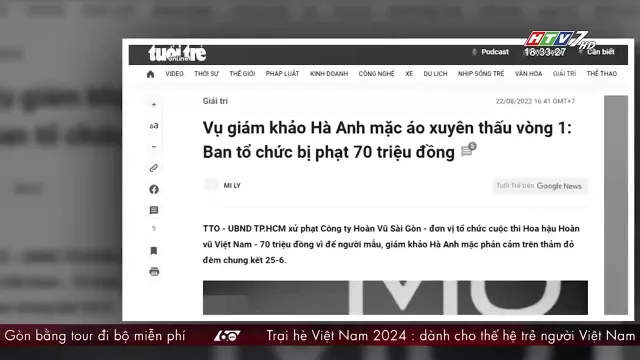 tuổi trẻ
online
Podcast
Cần biết
HTV7 HD
18:33:27
VIDEO THỜI SỰ THẾ GIỚI PHÁP LUẬT KINH DOANH CÔNG NGHỆ XE DU LỊCH NHỊP SỐNG TRẺ VĂN HÓA GIẢI TRÍ THỂ THAO
Giải trí
22/08/2022 16:41 GMT+7
+
aA
-
5
Vụ giám khảo Hà Anh mặc áo xuyên thấu vòng 1:
Ban tổ chức bị phạt 70 triệu đồng 5
MI LY
Tuổi Trẻ trên Google News
TTO - UBND TP.HCM xử phạt Công ty Hoàn Vũ Sài Gòn - đơn vị tổ chức cuộc thi Hoa hậu Hoàn
vũ Việt Nam - 70 triệu đồng vì để người mẫu, giám khảo Hà Anh mặc phản cảm trên thảm đỏ
đêm chung kết 25-6.
Gòn bằng tour đi bộ miễn phí 60 Trại hè Việt Nam 2024 : dành cho thế hệ trẻ người Việt Nam